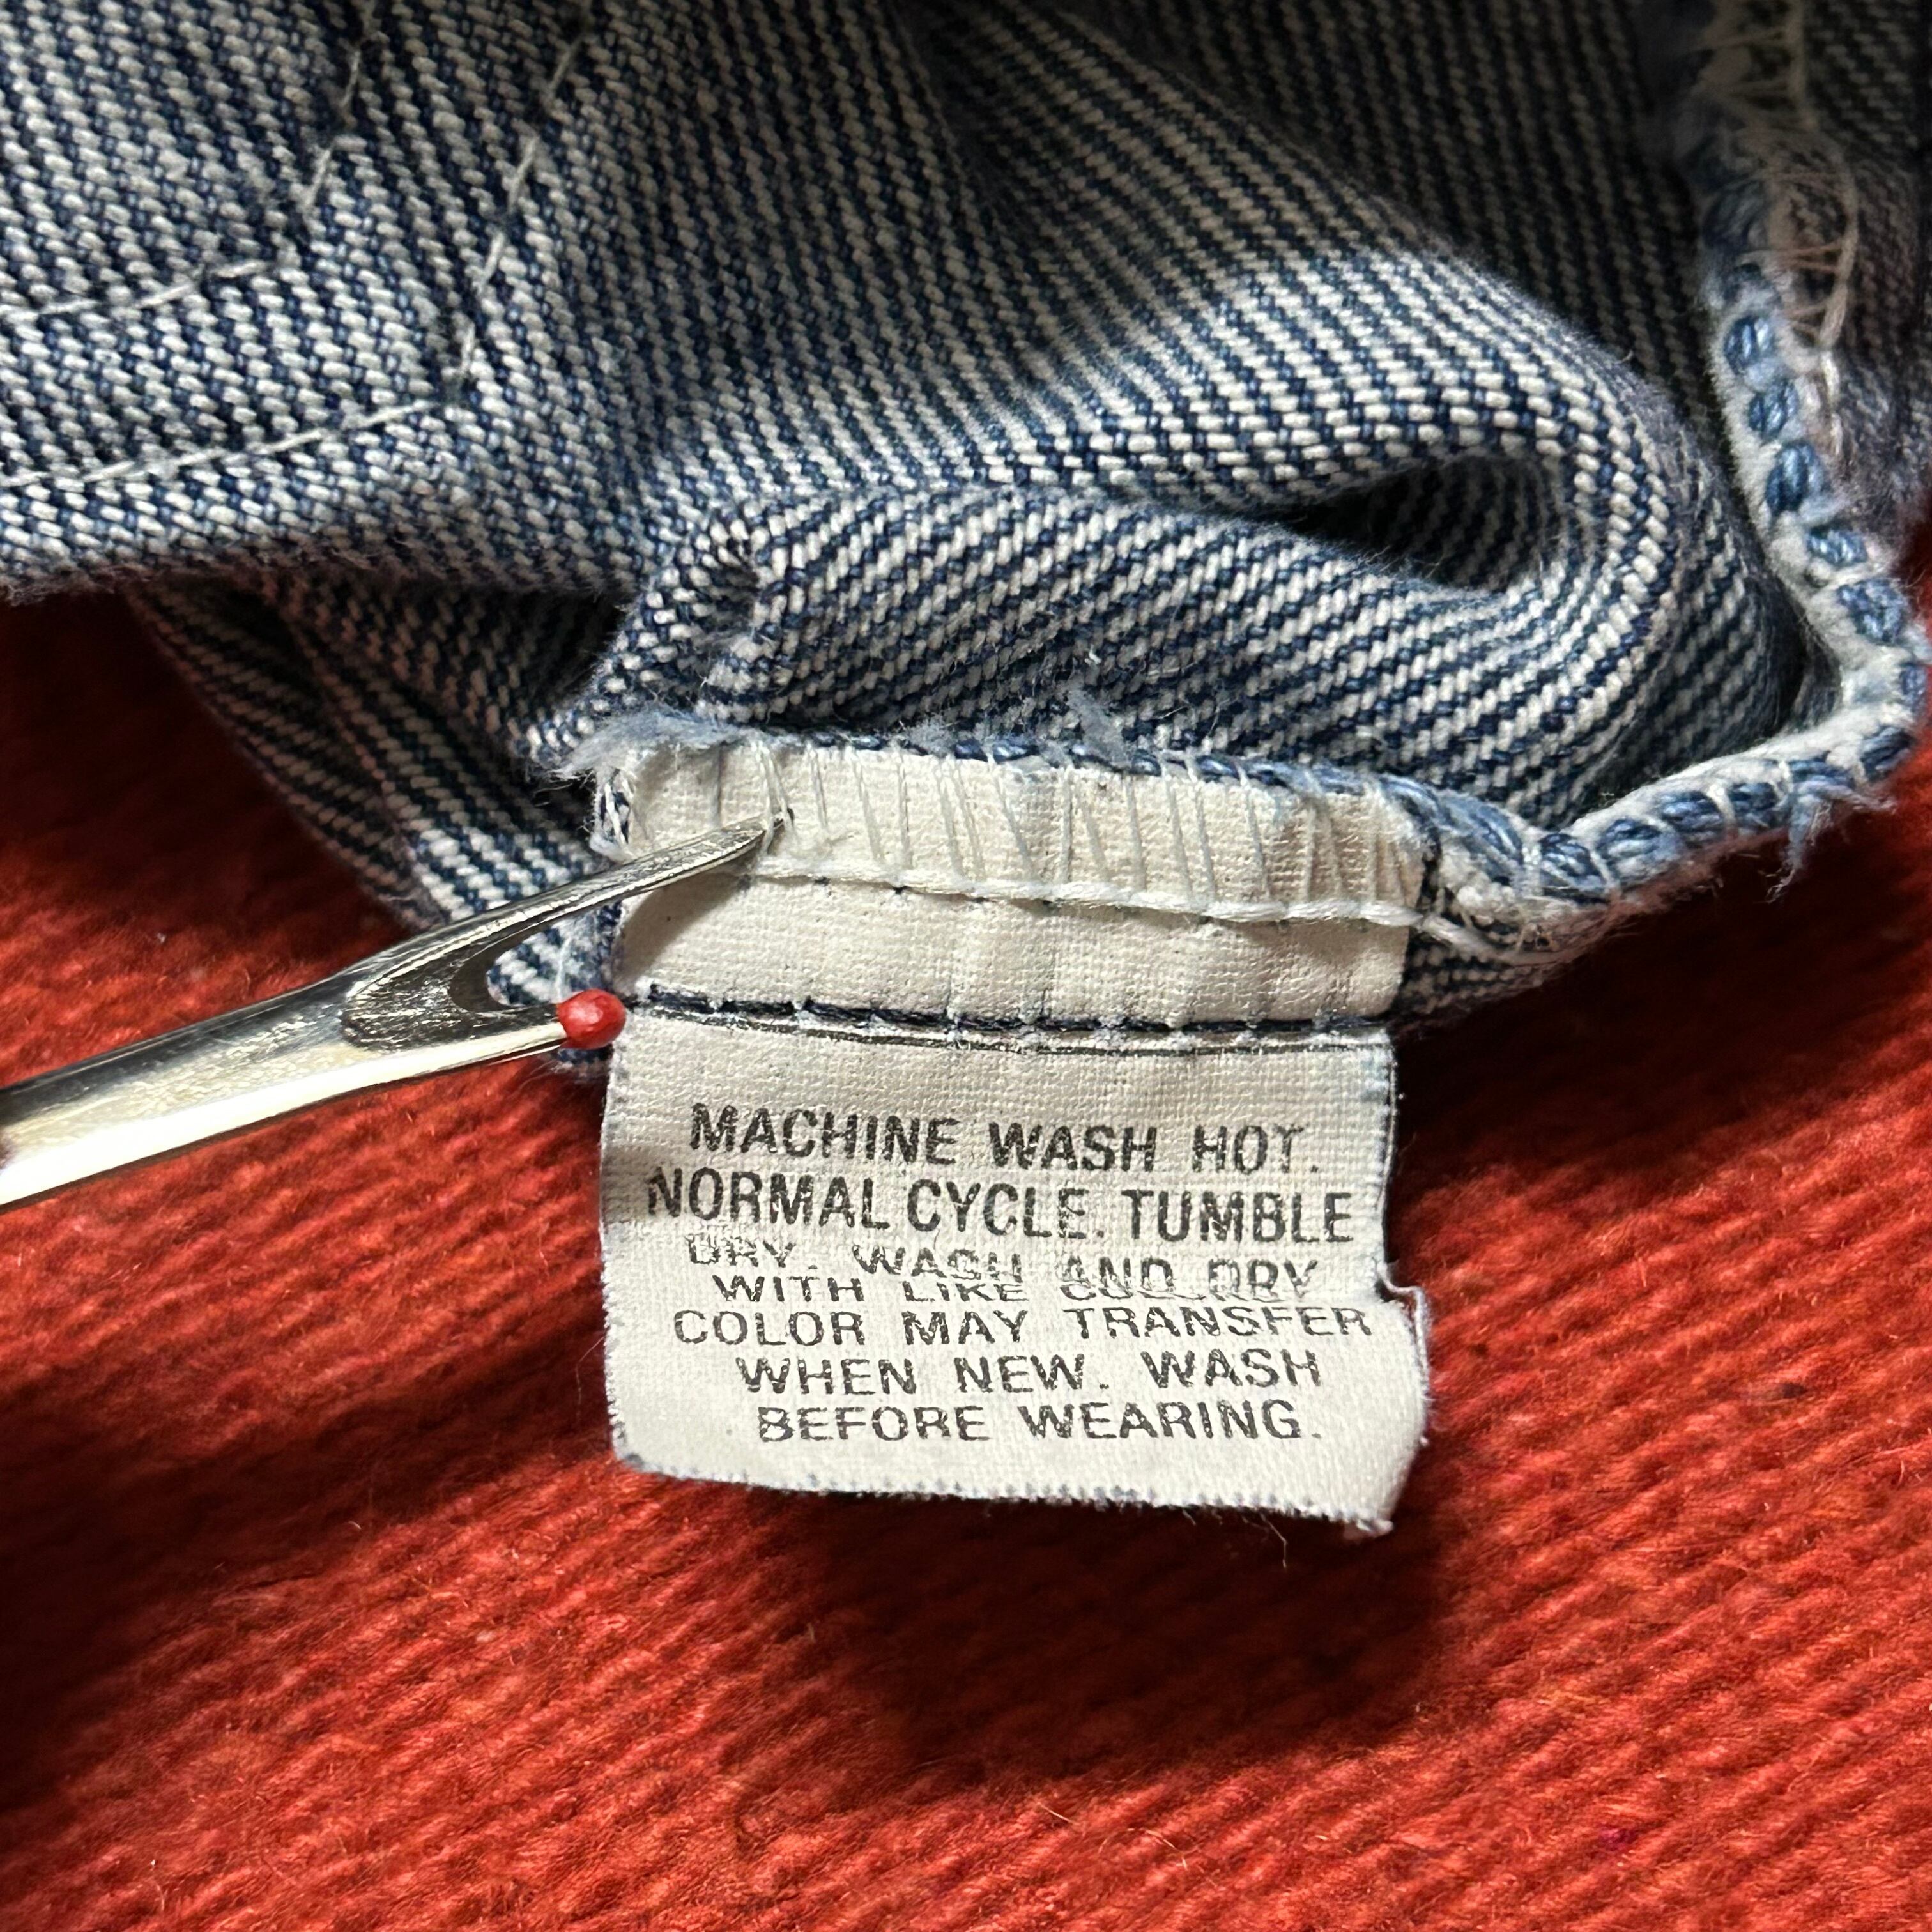 MACHINE WASH HOT.
NORMAL CYCLE. TUMBLE
DRY. WASH AND DRY
WITH LIKE
COLOR MAY TRANSFER
WHEN NEW. WASH
BEFORE WEARING.